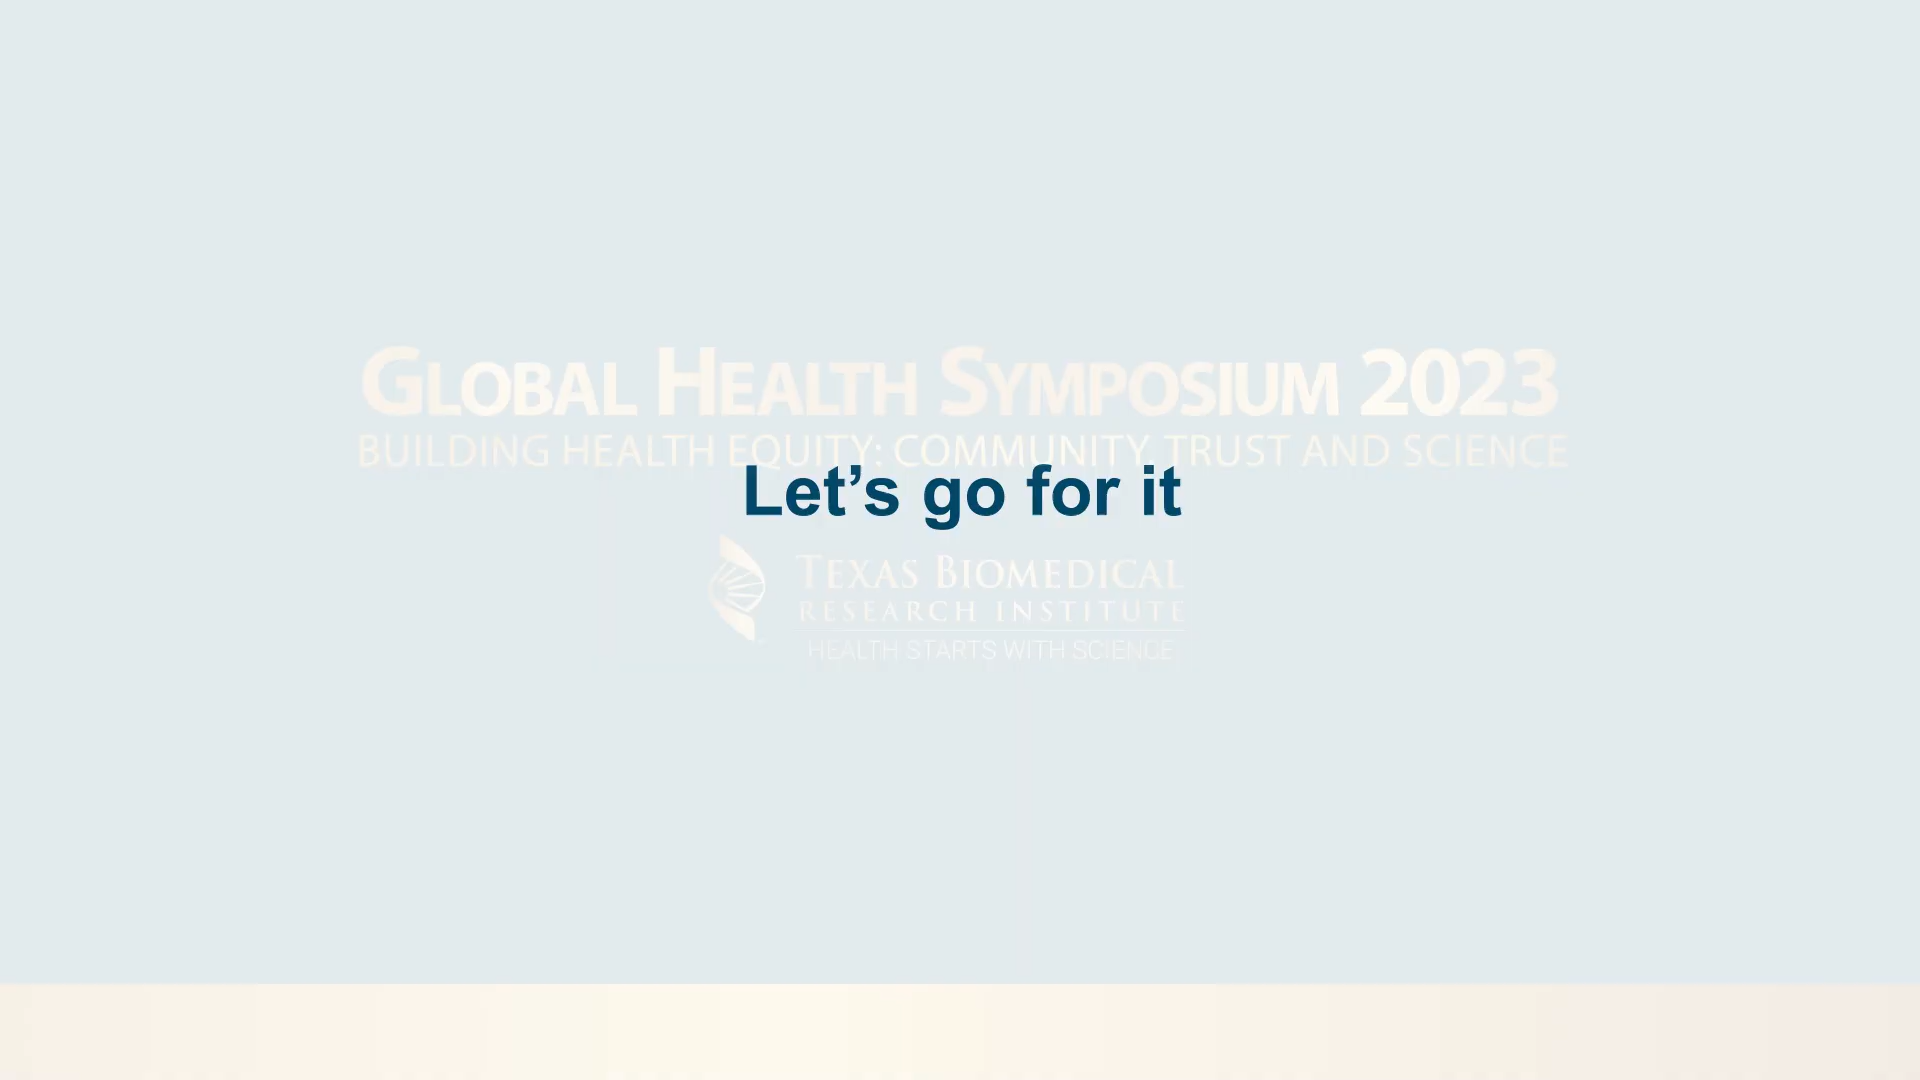 GLOBAL HEALTH SYMPOSIUM 2023
BUILDING HEALTH EQUITY: COMMUNITY, TRUST AND SCIENCE
Let’s go for it
TEXAS BIOMEDICAL
RESEARCH INSTITUTE
HEALTH STARTS WITH SCIENCE